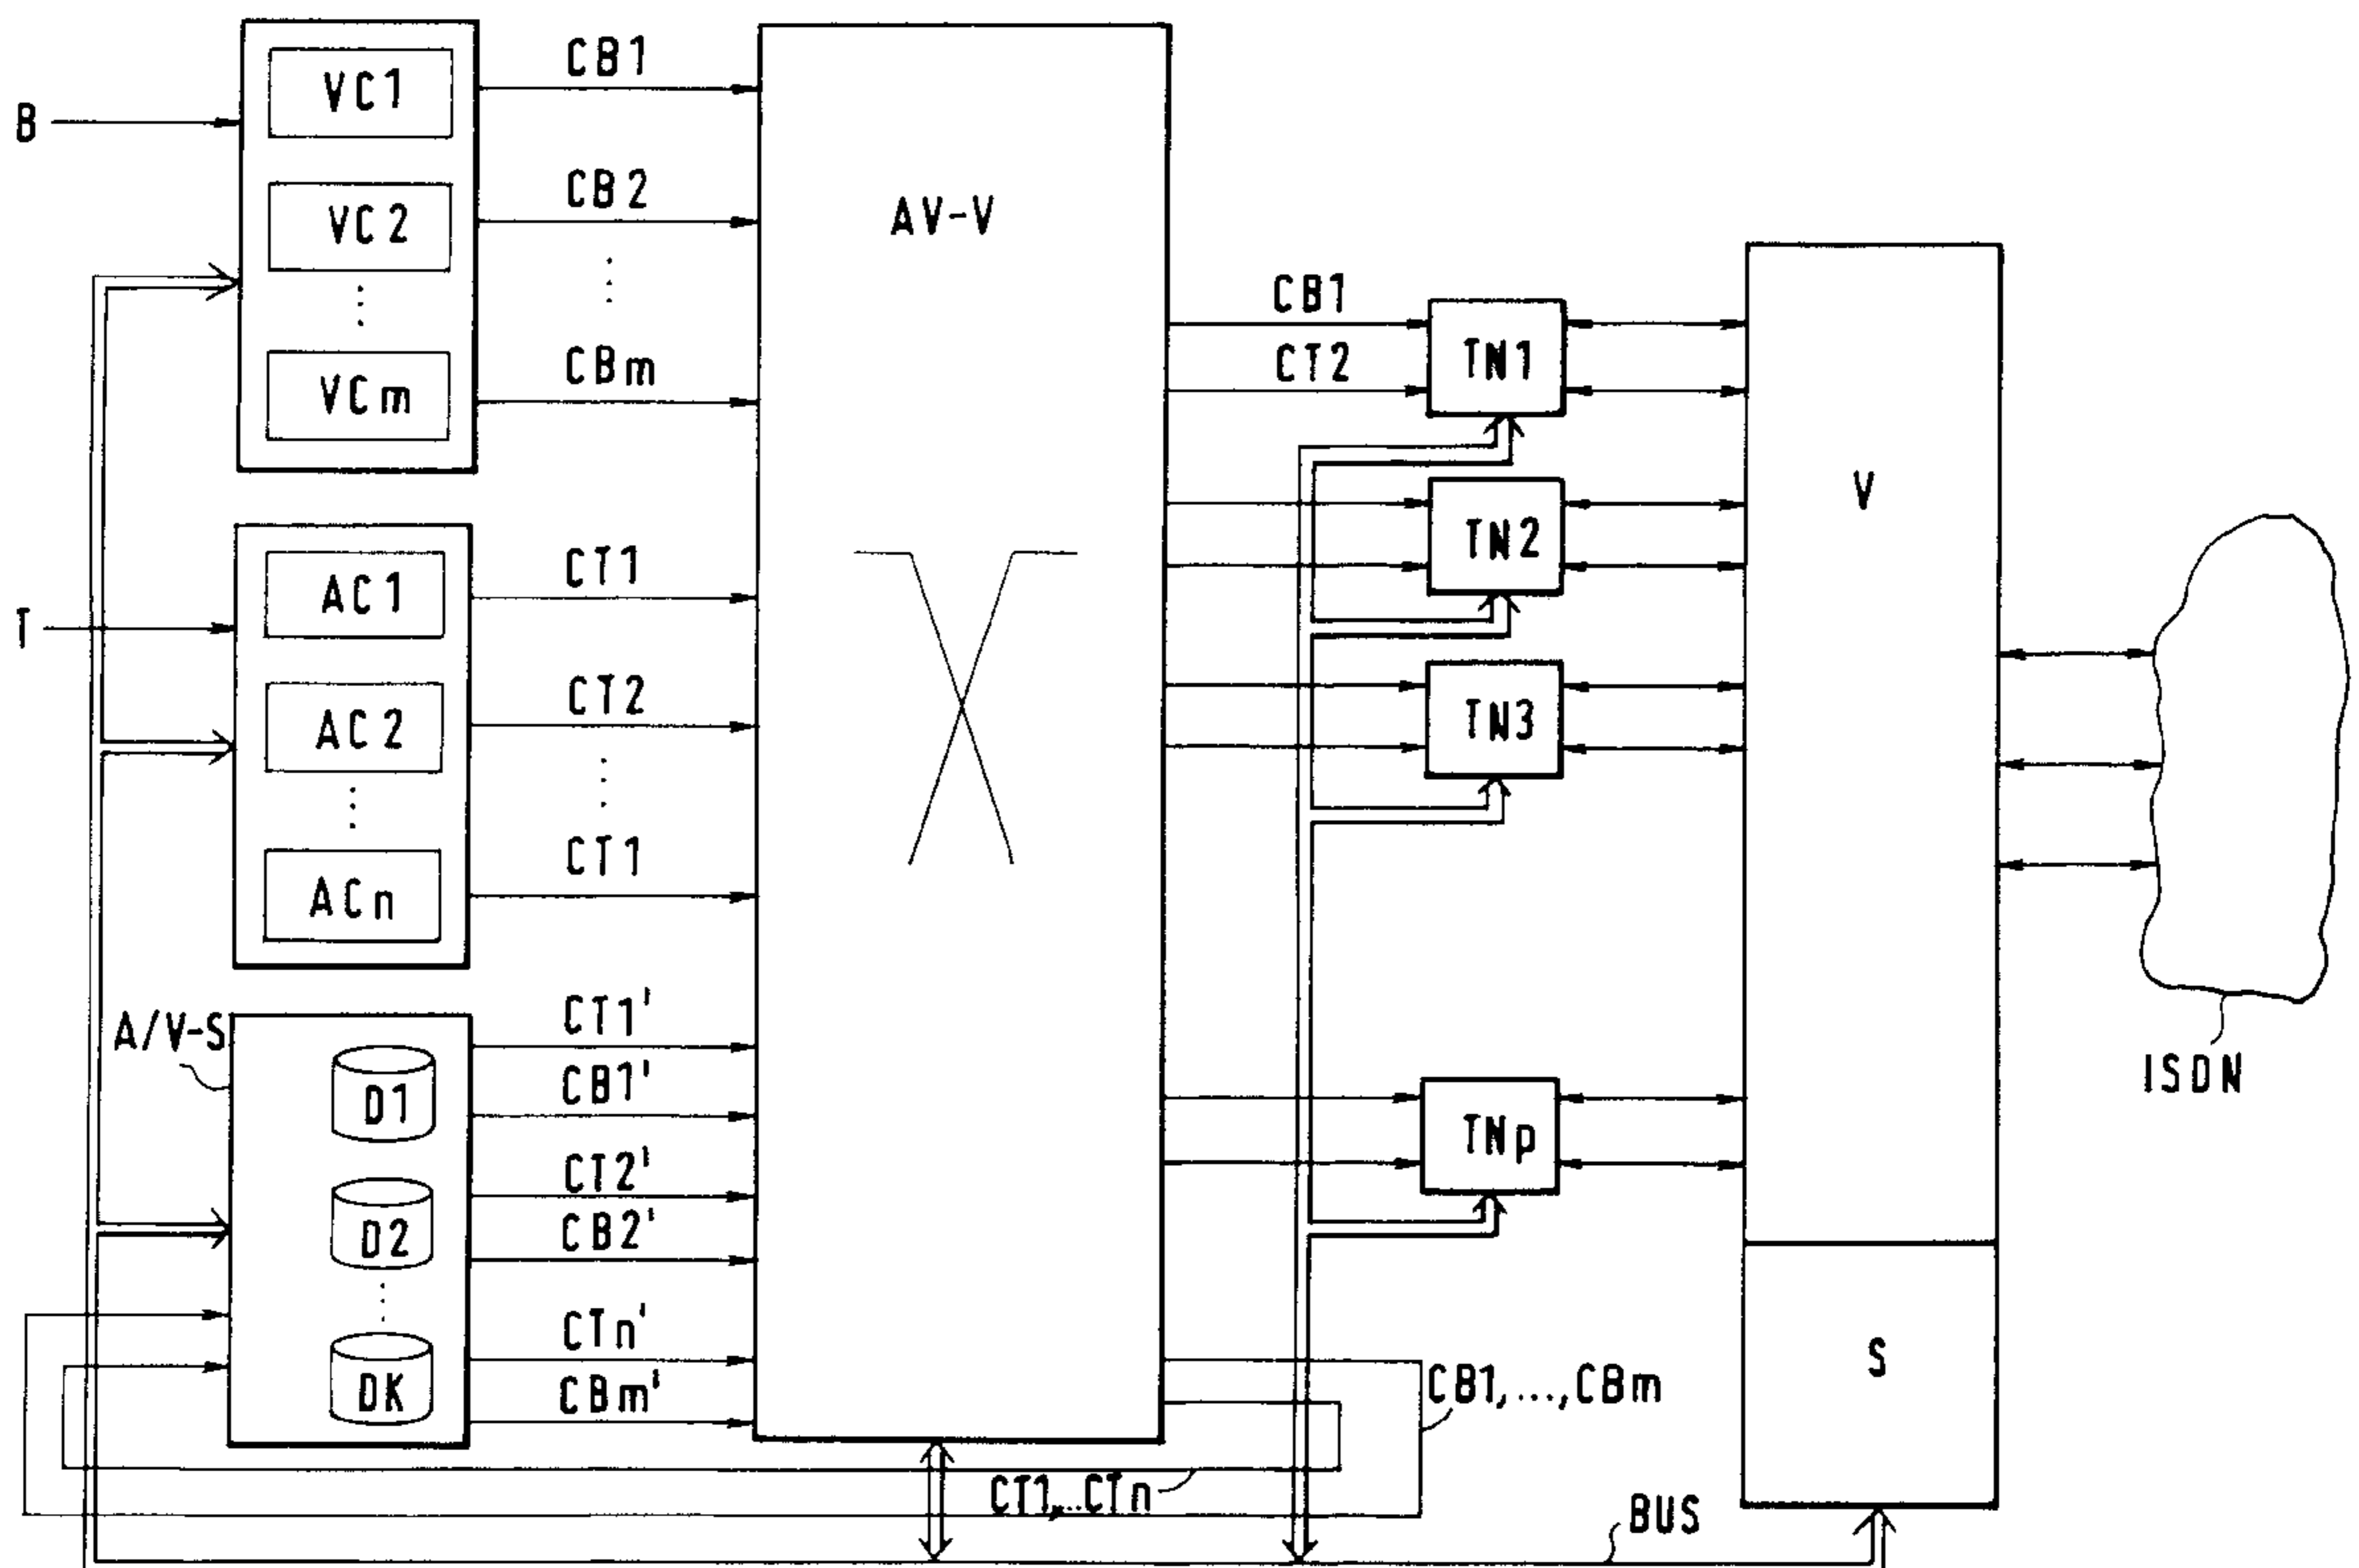 B
VC1
CB1
VC2
CB2
VCm
CBm
AV-V
CB1
CT2
TN1
V
TN2
T
AC1
CT1
AC2
CT2
TN3
ACn
CT1
A/V-S
CT1'
D1
CB1'
TNp
ISDN
CT2'
D2
CB2'
CTn'
DK
CBm'
CB1,...,CBm
S
CT1...CTn
BUS